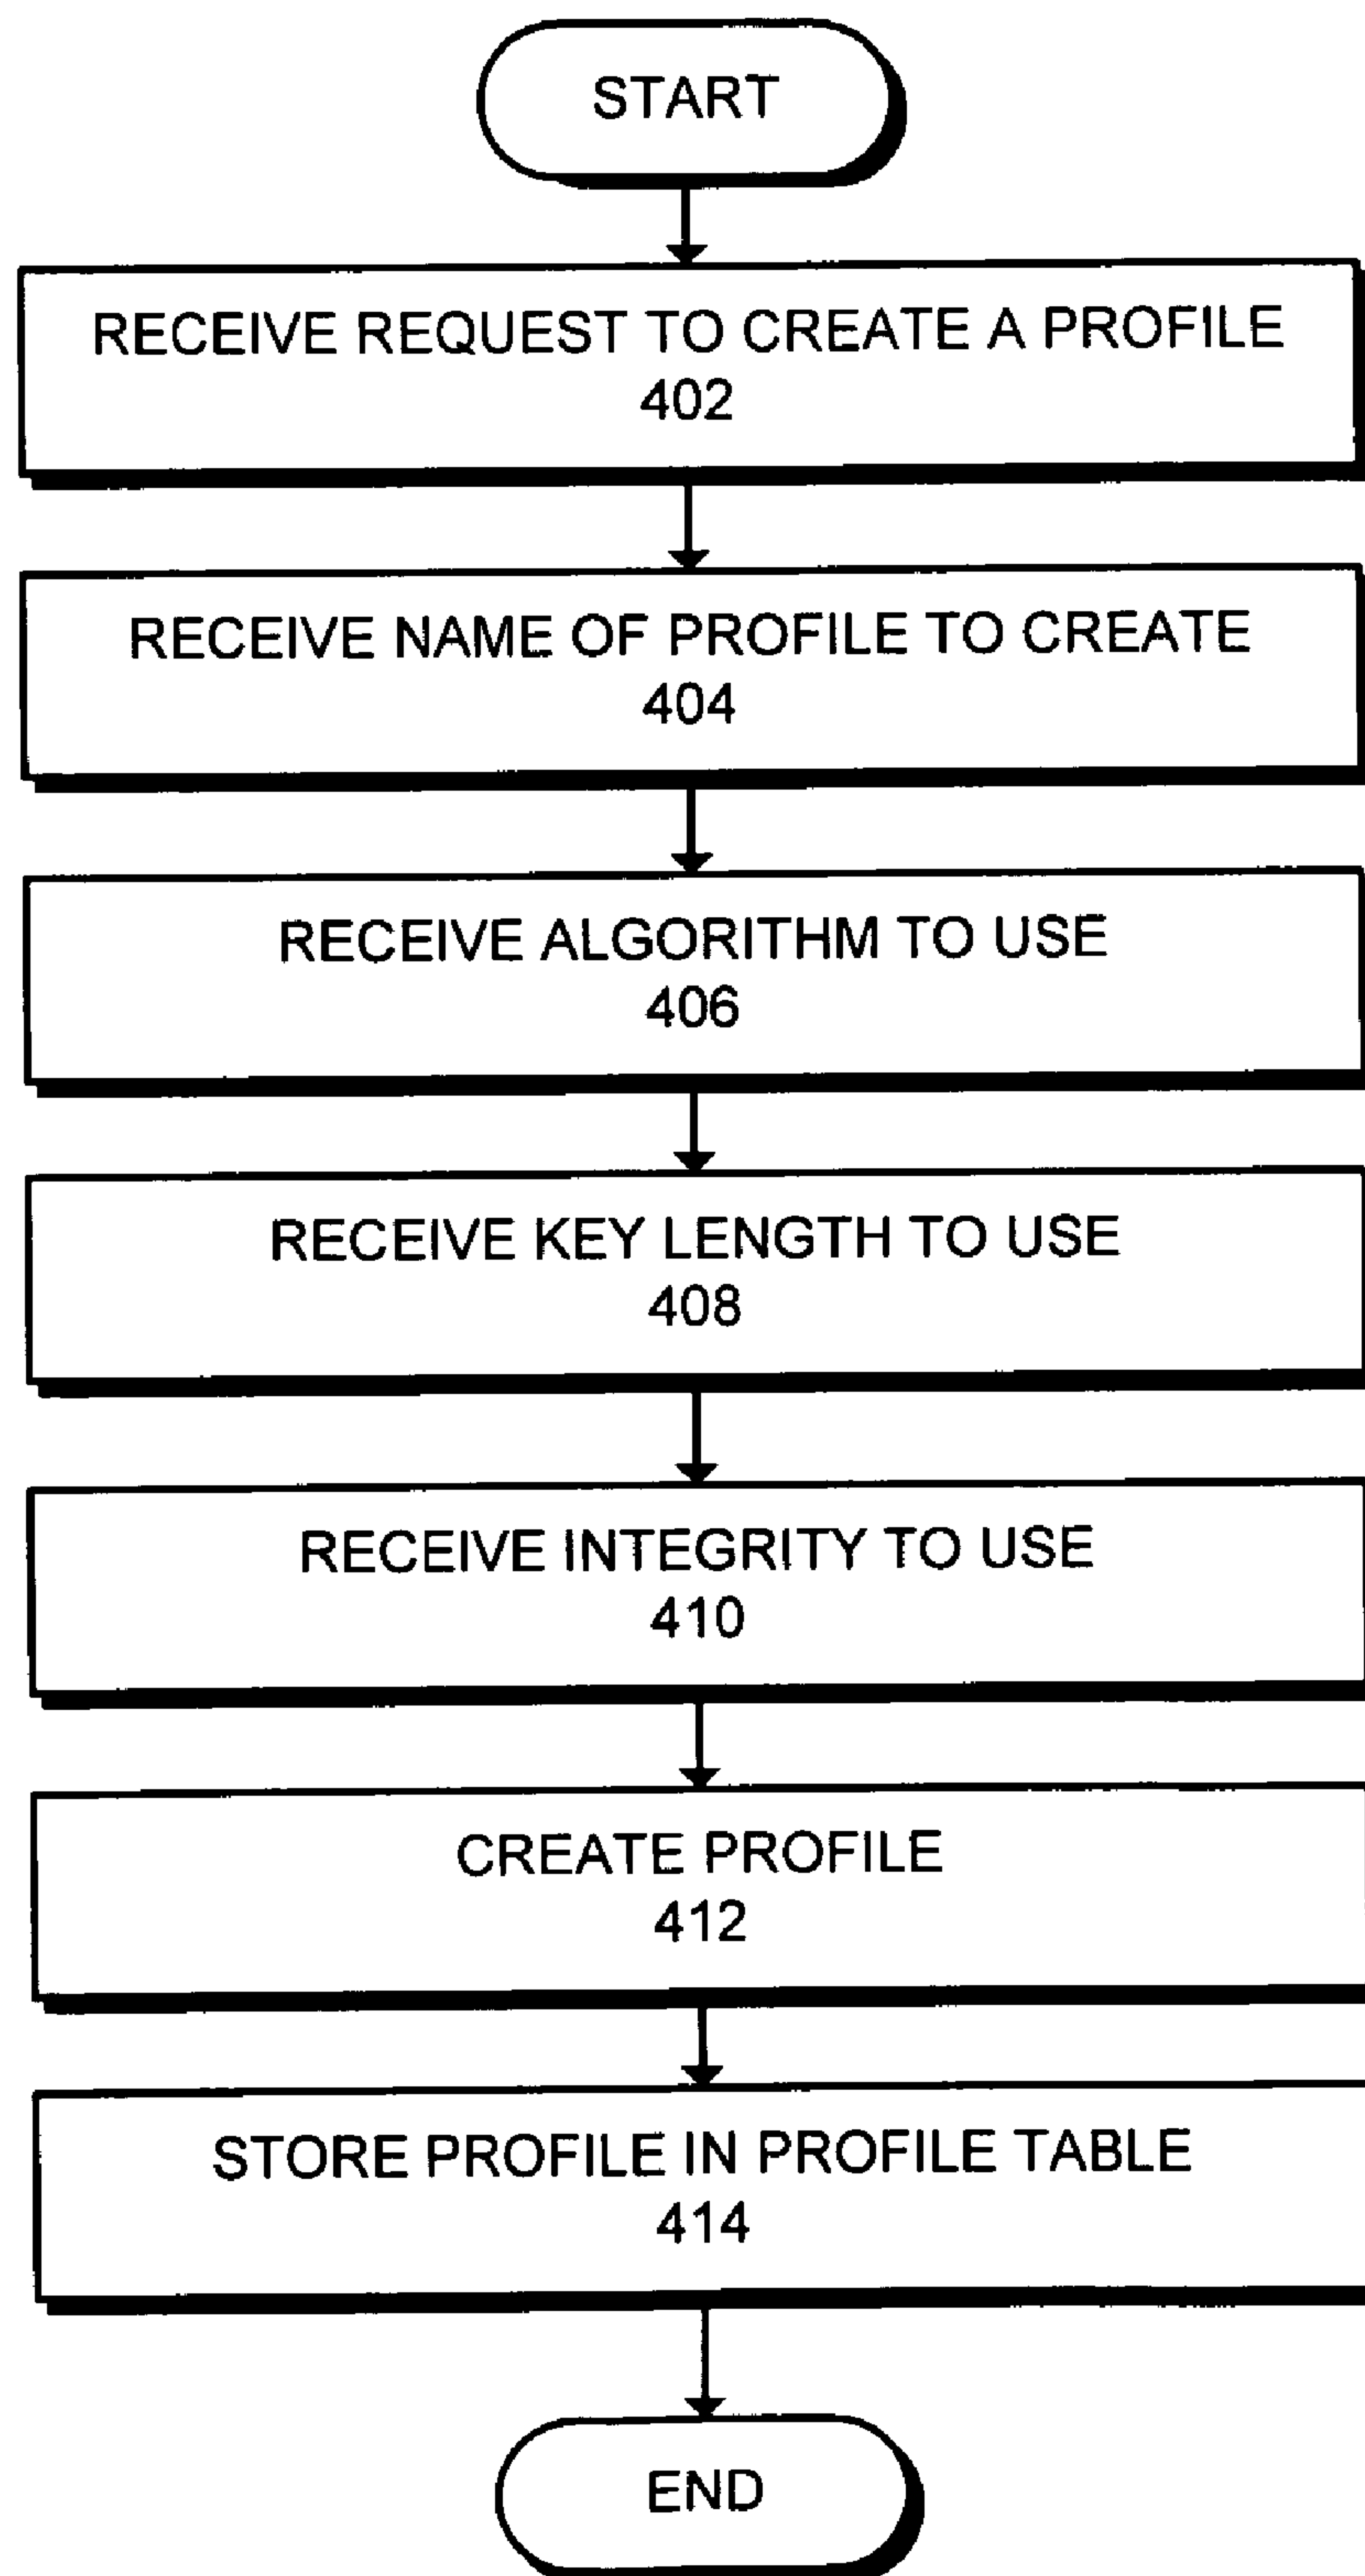 START
RECEIVE REQUEST TO CREATE A PROFILE
402
RECEIVE NAME OF PROFILE TO CREATE
404
RECEIVE ALGORITHM TO USE
406
RECEIVE KEY LENGTH TO USE
408
RECEIVE INTEGRITY TO USE
410
CREATE PROFILE
412
STORE PROFILE IN PROFILE TABLE
414
END